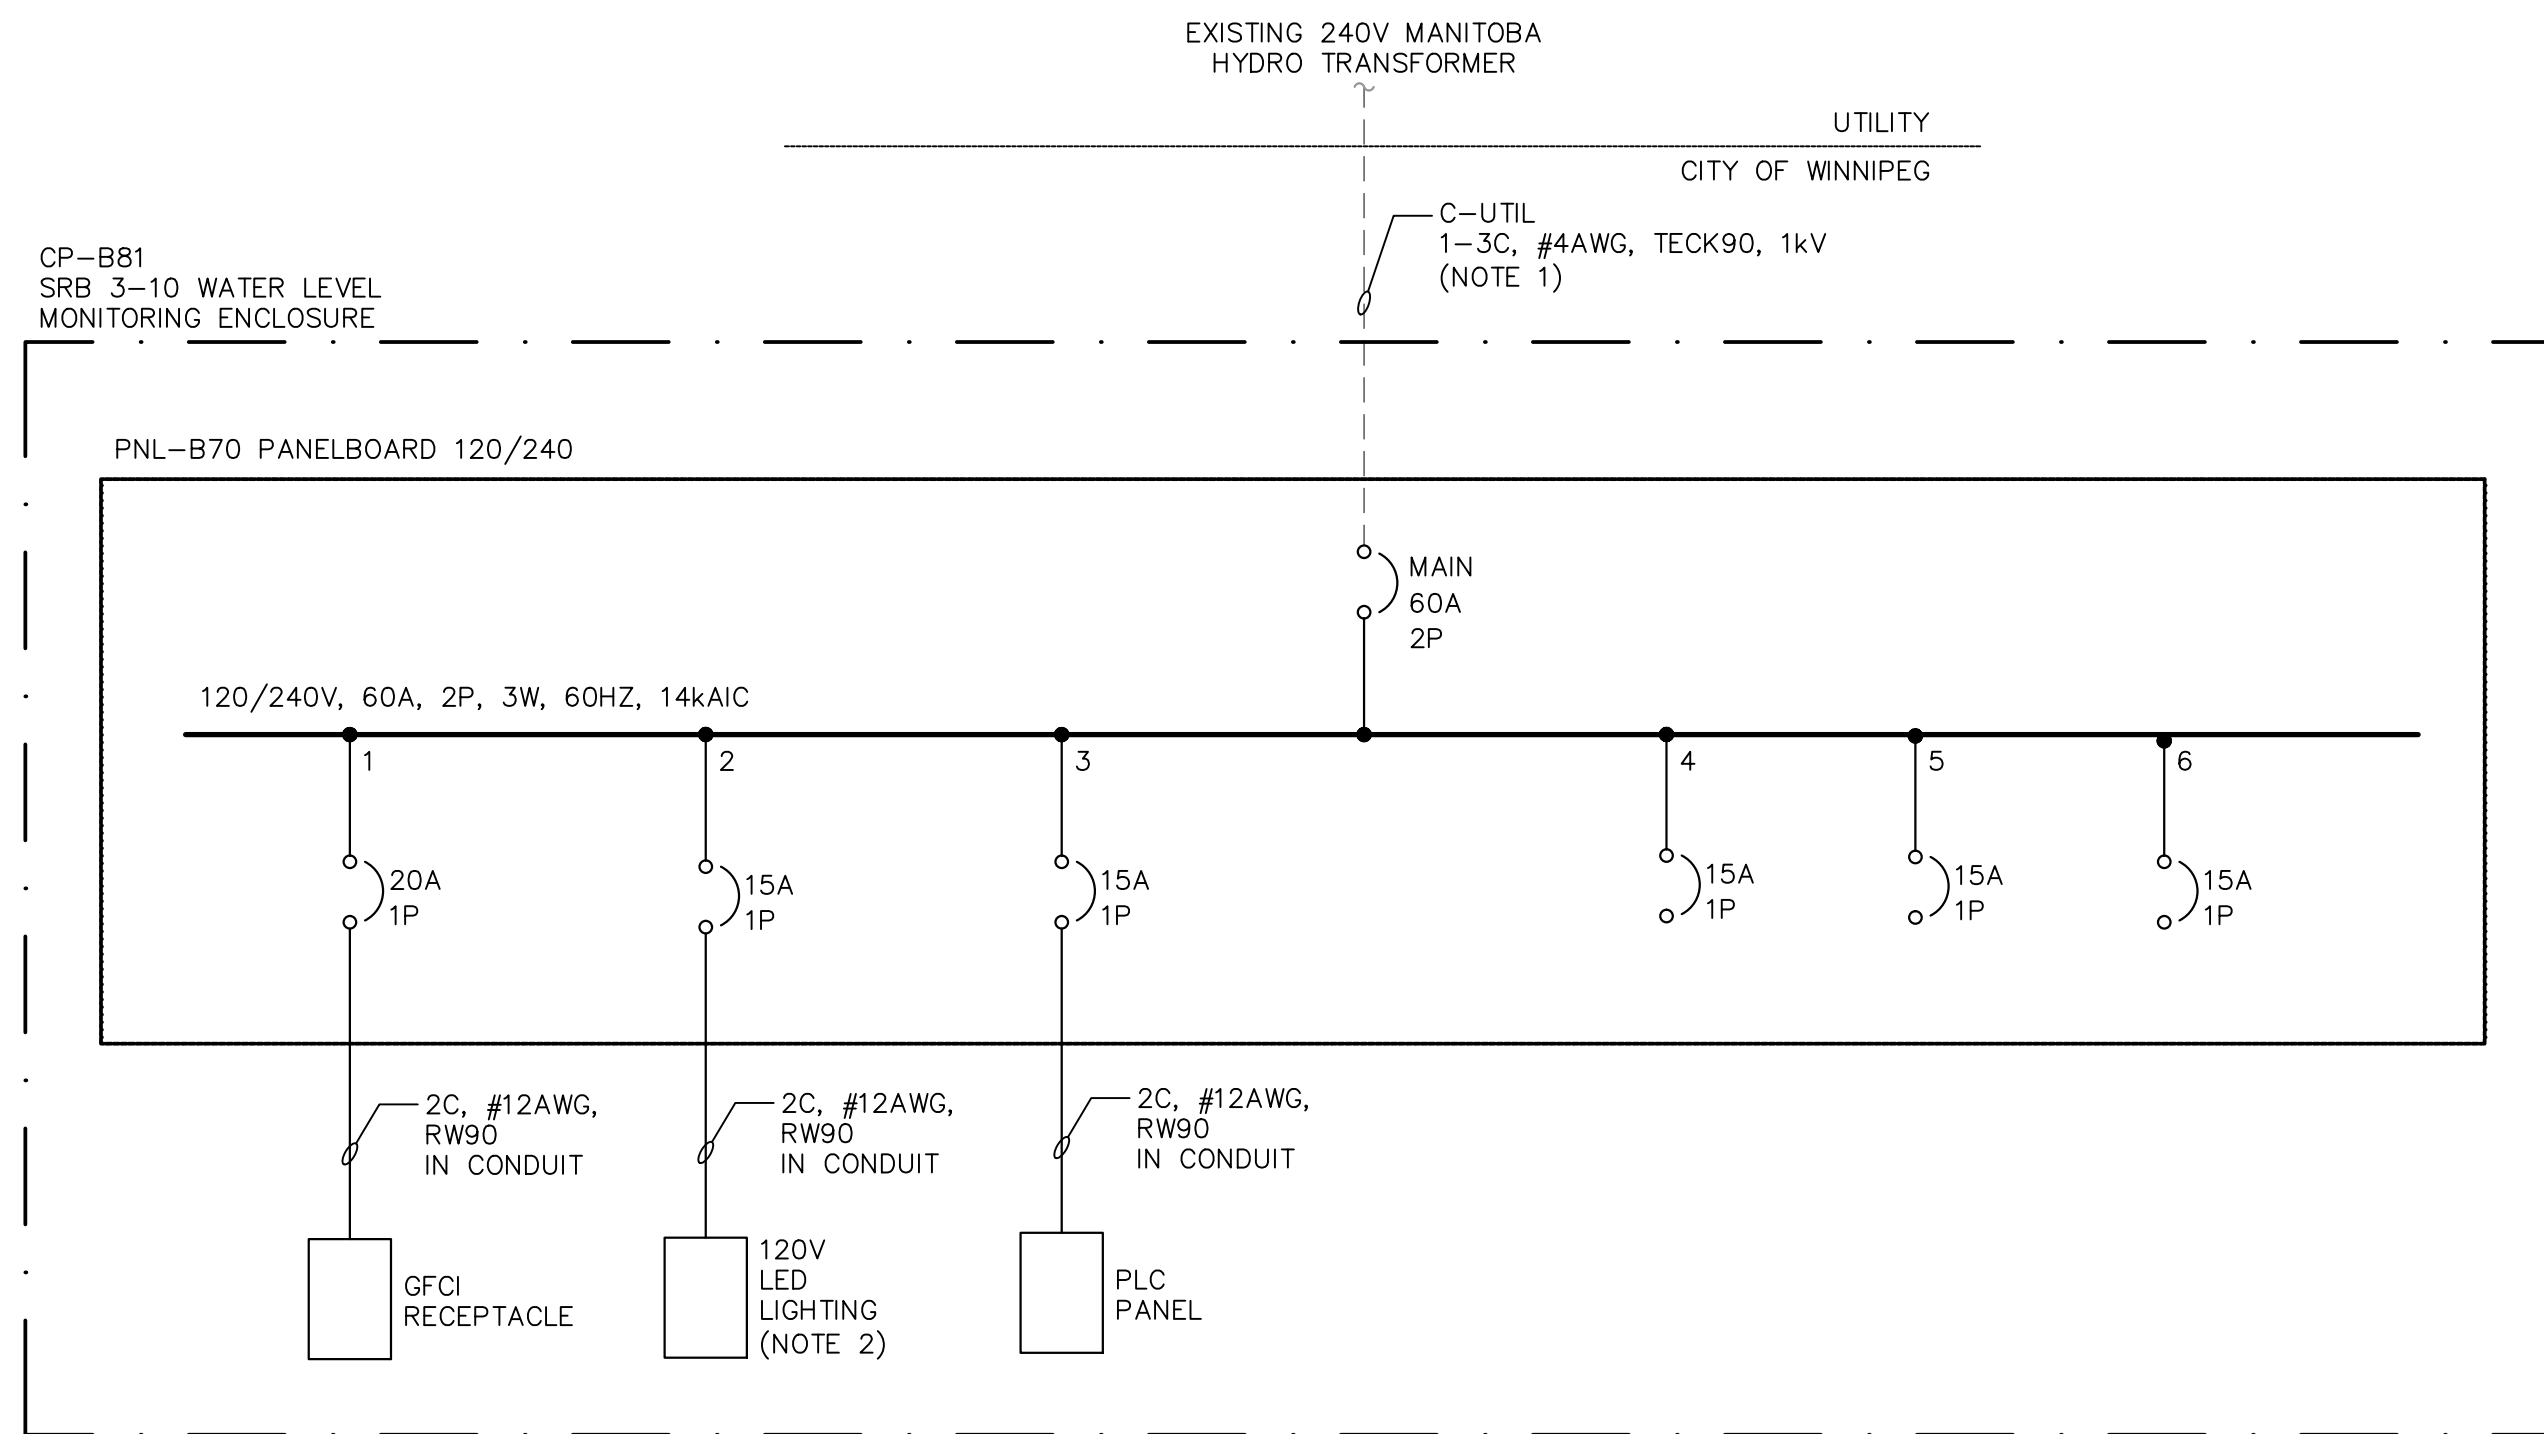 EXISTING 240V MANITOBA
HYDRO TRANSFORMER
UTILITY
CITY OF WINNIPEG
C-UTIL
1-3C, #4AWG, TECK90, 1kV
(NOTE 1)
CP-B81
SRB 3-10 WATER LEVEL
MONITORING ENCLOSURE
PNL-B70 PANELBOARD 120/240
MAIN
60A
2P
120/240V, 60A, 2P, 3W, 60HZ, 14kAIC
1
2
3
4
5
6
20A
1P
15A
1P
15A
1P
15A
1P
15A
1P
15A
1P
2C, #12AWG,
RW90
IN CONDUIT
2C, #12AWG,
RW90
IN CONDUIT
2C, #12AWG,
RW90
IN CONDUIT
GFCI
RECEPTACLE
120V
LED
LIGHTING
(NOTE 2)
PLC
PANEL